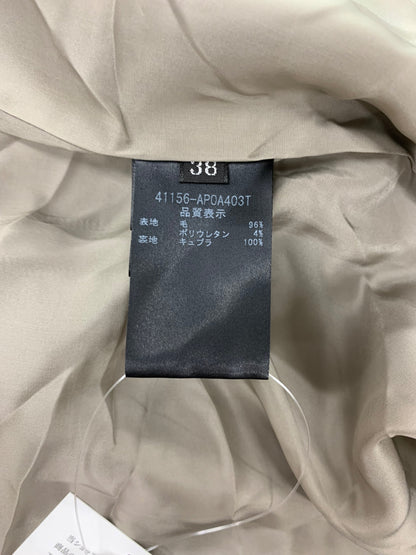 38
41156-APOA403T
品質表示
表地 毛 96%
ポリウレタン 4%
裏地 キュプラ 100%